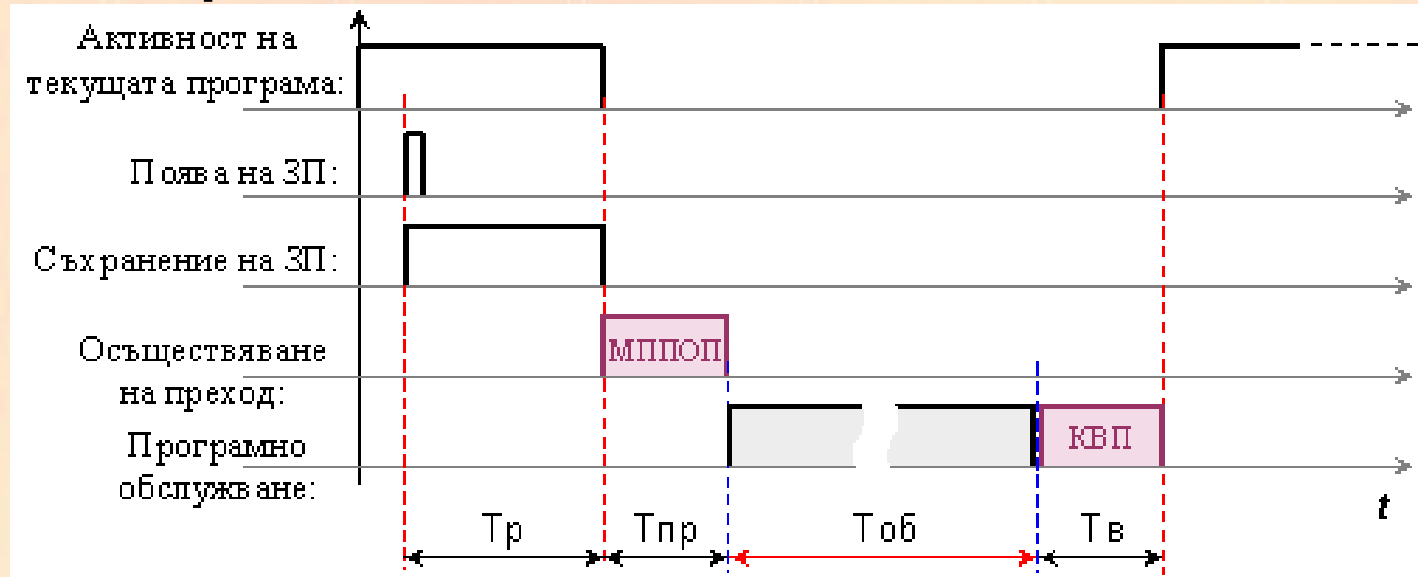 Активност на
текущата програма:
Поява на ЗП:
Съхранение на ЗП:
Осъществяване
на преход:
МППОП
Програмно
обслужване:
КВП
t
Тр
Тпр
Тоб
Тв